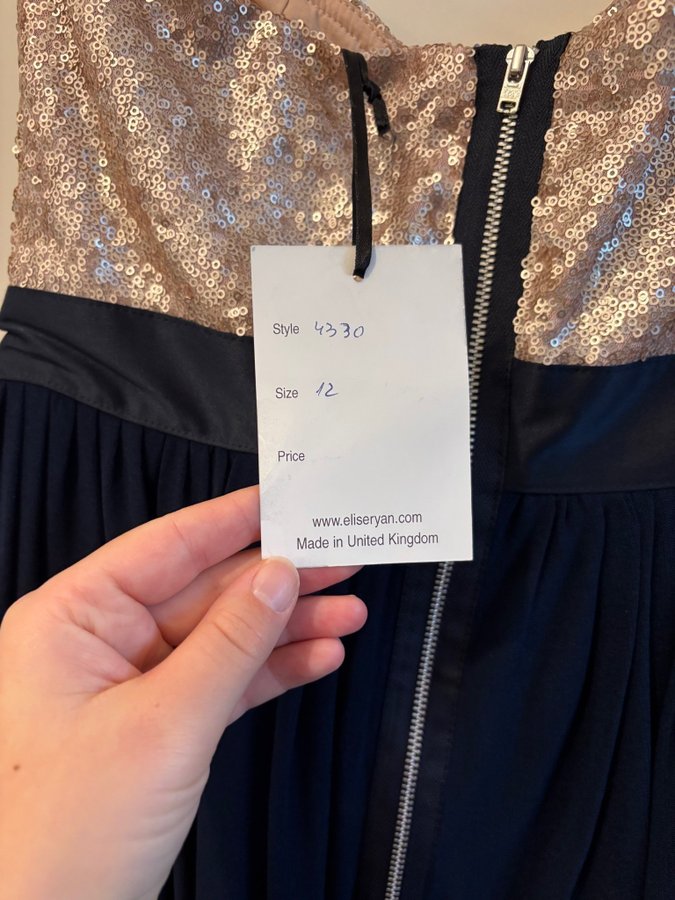 Style 4330
Size 12
Price
www.eliseryan.com
Made in United Kingdom